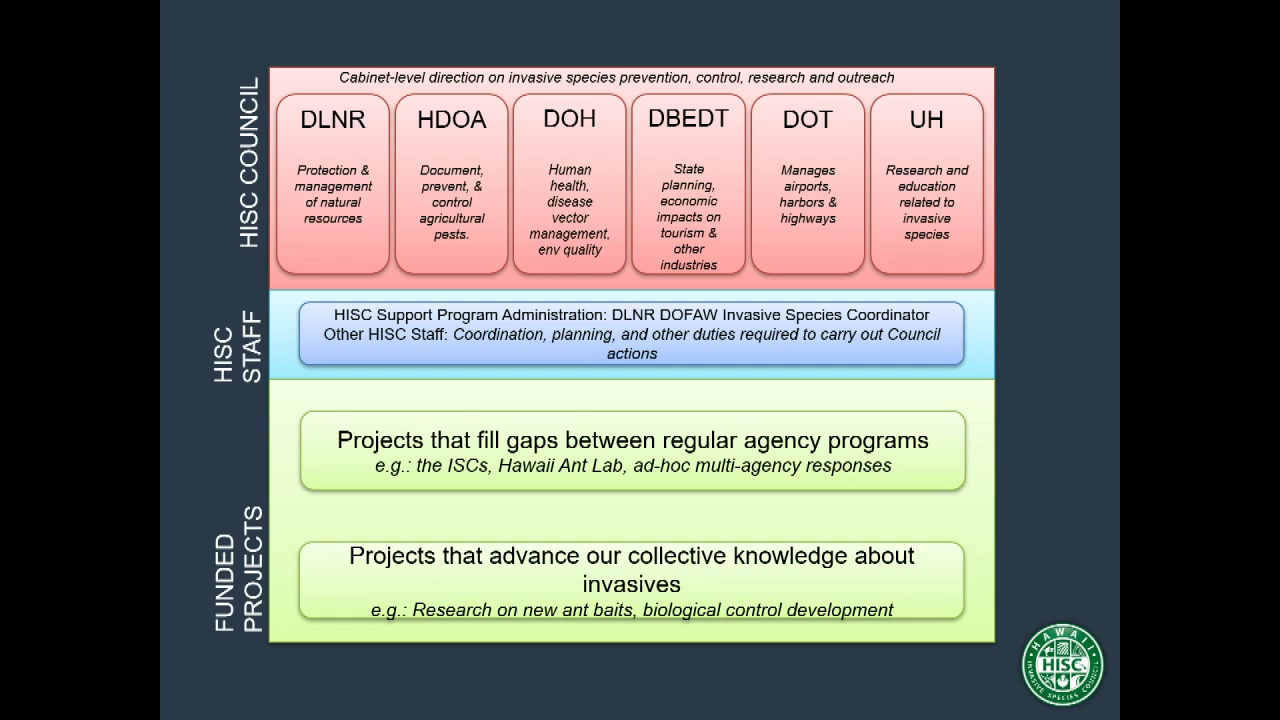 HISC COUNCIL
Cabinet-level direction on invasive species prevention, control, research and outreach
DLNR
Protection &
management
of natural
resources
HDOA
Document,
prevent, &
control
agricultural
pests.
DOH
Human
health,
disease
vector
management,
env quality
DBEDT
State
planning,
economic
impacts on
tourism &
other
industries
DOT
Manages
airports,
harbors &
highways
UH
Research and
education
related to
invasive
species
HISC
STAFF
HISC Support Program Administration: DLNR DOFAW Invasive Species Coordinator
Other HISC Staff: Coordination, planning, and other duties required to carry out Council
actions
FUNDED
PROJECTS
Projects that fill gaps between regular agency programs
e.g.: the ISCs, Hawaii Ant Lab, ad-hoc multi-agency responses
Projects that advance our collective knowledge about
invasives
e.g.: Research on new ant baits, biological control development
HAWAII
HISC
INVASIVE SPECIES COUNCIL